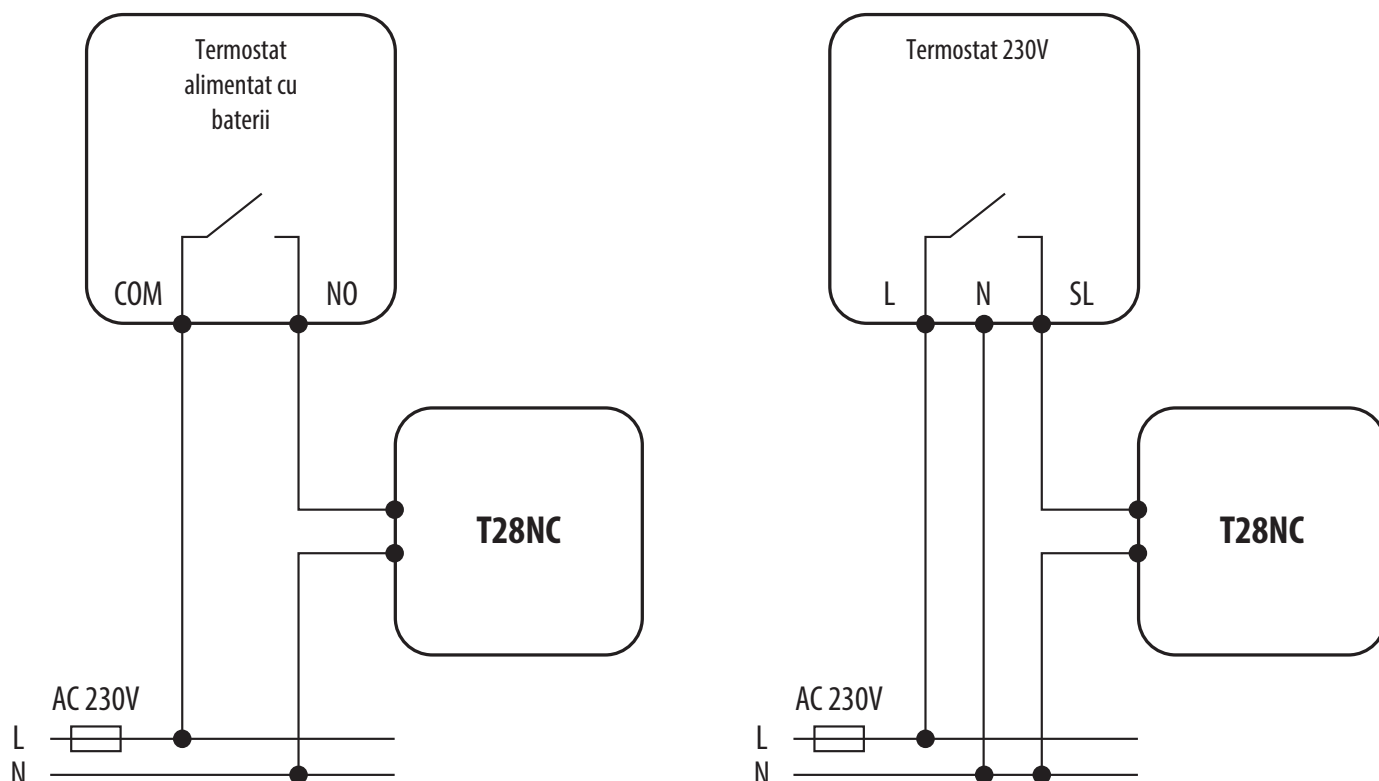 Termostat
alimentat cu
baterii
COM NO
T28NC
AC 230V
L
N
Termostat 230V
L N SL
T28NC
AC 230V
L
N